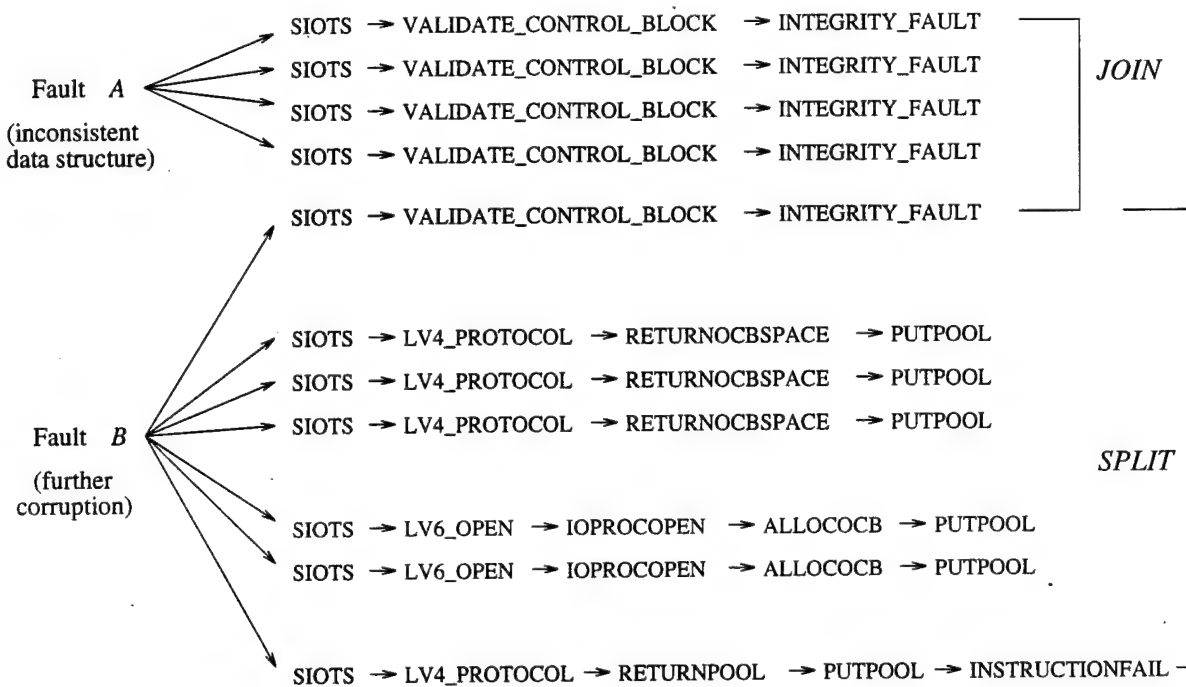 SIOTS → VALIDATE_CONTROL_BLOCK → INTEGRITY_FAULT
SIOTS → VALIDATE_CONTROL_BLOCK → INTEGRITY_FAULT
JOIN
Fault A
SIOTS → VALIDATE_CONTROL_BLOCK → INTEGRITY_FAULT
(inconsistent
data structure)
SIOTS → VALIDATE_CONTROL_BLOCK → INTEGRITY_FAULT
SIOTS → VALIDATE_CONTROL_BLOCK → INTEGRITY_FAULT
SIOTS → LV4_PROTOCOL → RETURNOCBSPACE → PUTPOOL
SIOTS → LV4_PROTOCOL → RETURNOCBSPACE → PUTPOOL
SIOTS → LV4_PROTOCOL → RETURNOCBSPACE → PUTPOOL
Fault B
(further
corruption)
SPLIT
SIOTS → LV6_OPEN → IOPROCOPEN → ALLOCOCB → PUTPOOL
SIOTS → LV6_OPEN → IOPROCOPEN → ALLOCOCB → PUTPOOL
SIOTS → LV4_PROTOCOL → RETURNPOOL → PUTPOOL → INSTRUCTIONFAIL